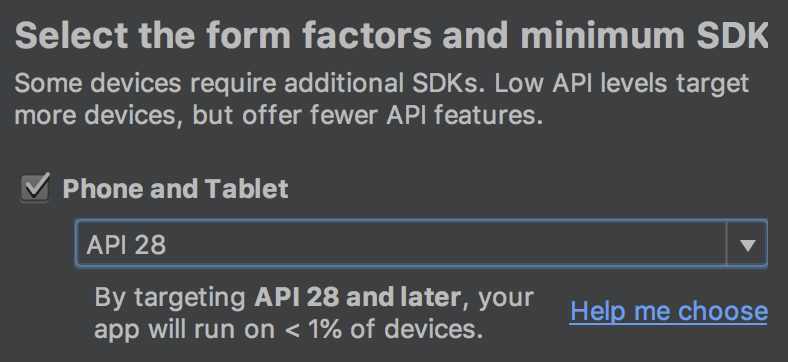 Select the form factors and minimum SDK
Some devices require additional SDKs. Low API levels target
more devices, but offer fewer API features.
Phone and Tablet
API 28
By targeting API 28 and later, your
app will run on < 1% of devices.
Help me choose